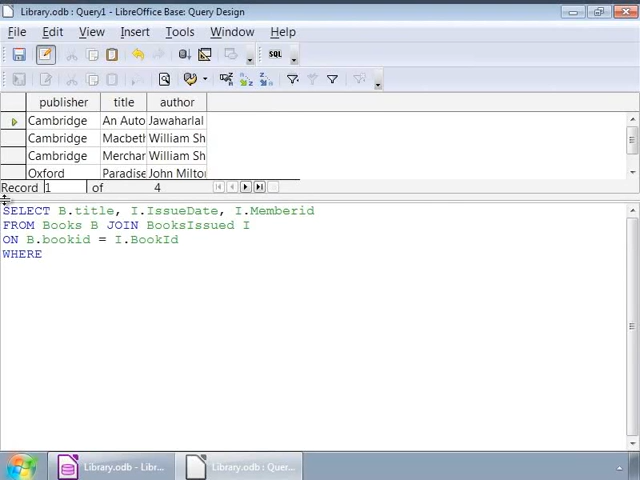 Library.odb : Query1 - LibreOffice Base: Query Design
File Edit View Insert Tools Window Help
SQL
publisher title author
Cambridge An Auto Jawaharlal
Cambridge Macbeth William Sh
Cambridge Merchar William Sh
Oxford Paradise John Milton
Record 1 of 4
SELECT B.title, I.IssueDate, I.Memberid
FROM Books B JOIN BooksIssued I
ON B.bookid = I.BookId
WHERE
Library.odb - Libr... Library.odb : Quer...